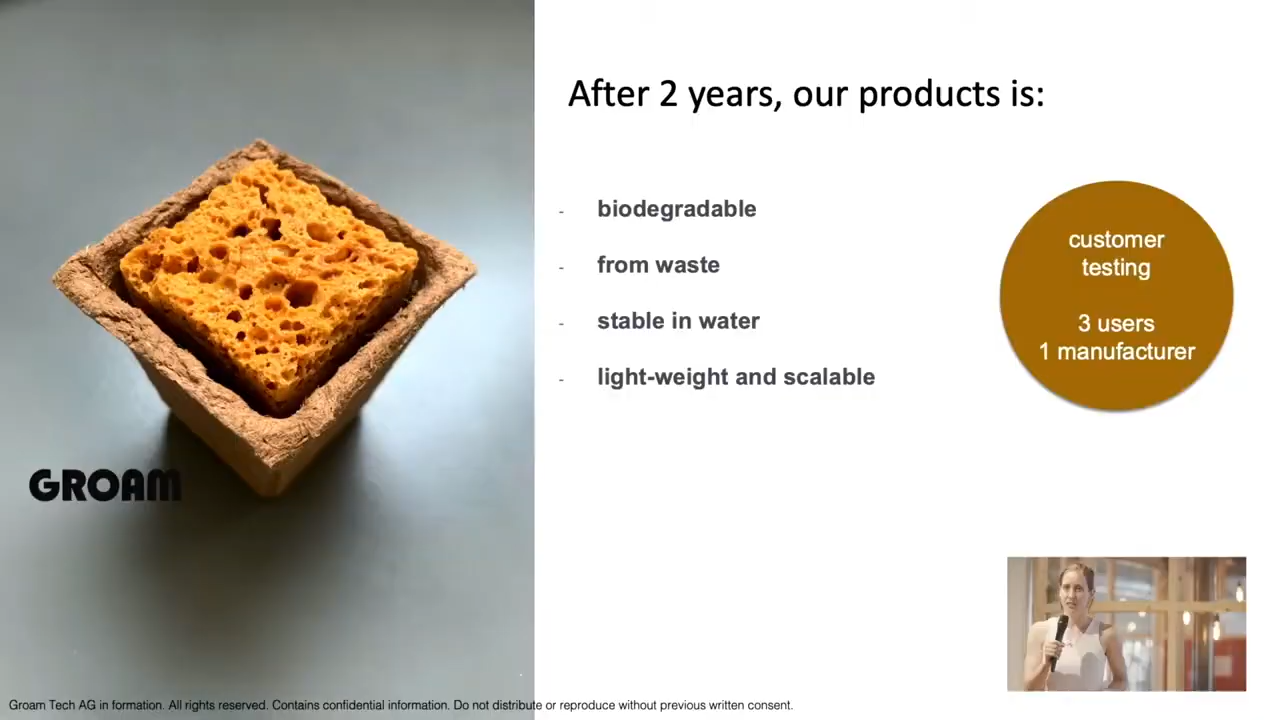 After 2 years, our products is:
- biodegradable
- from waste
- stable in water
- light-weight and scalable
customer
testing
3 users
1 manufacturer
GROAM
Groam Tech AG in formation. All rights reserved. Contains confidential information. Do not distribute or reproduce without previous written consent.